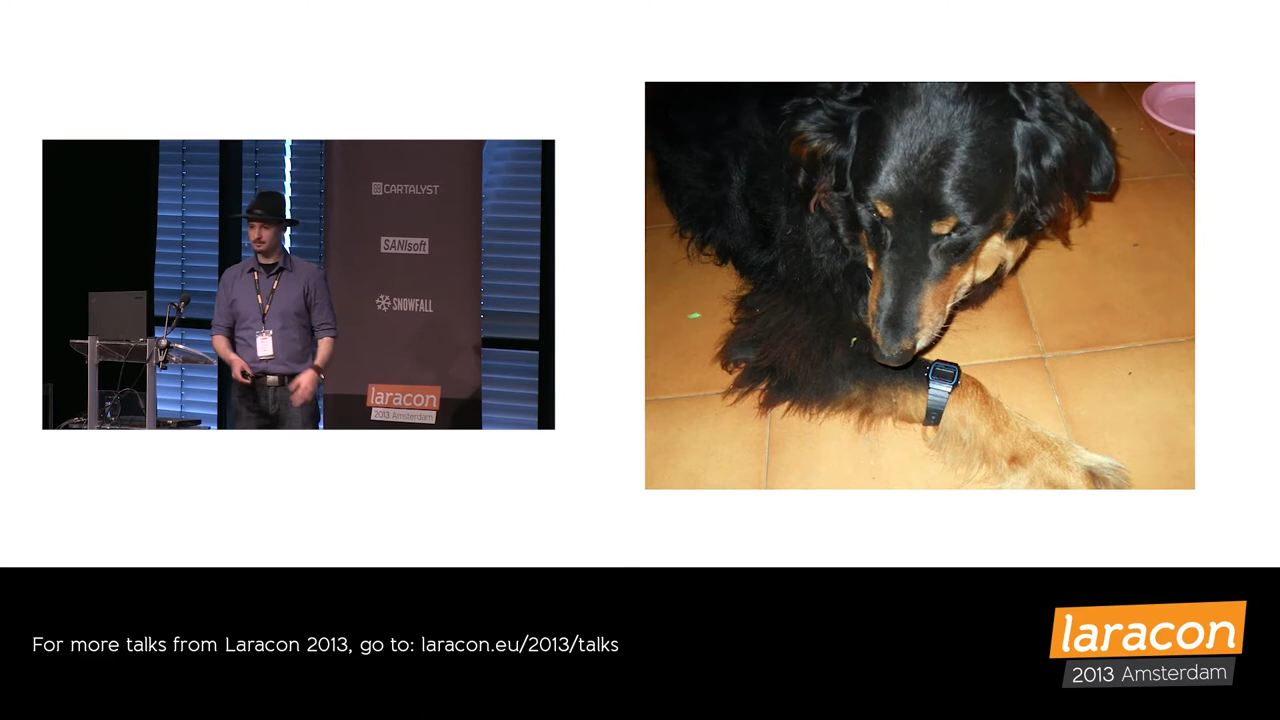 CARTALYST
SANIsoft
SNOWFALL
laracon
2013 Amsterdam
For more talks from Laracon 2013, go to: laracon.eu/2013/talks
laracon
2013 Amsterdam